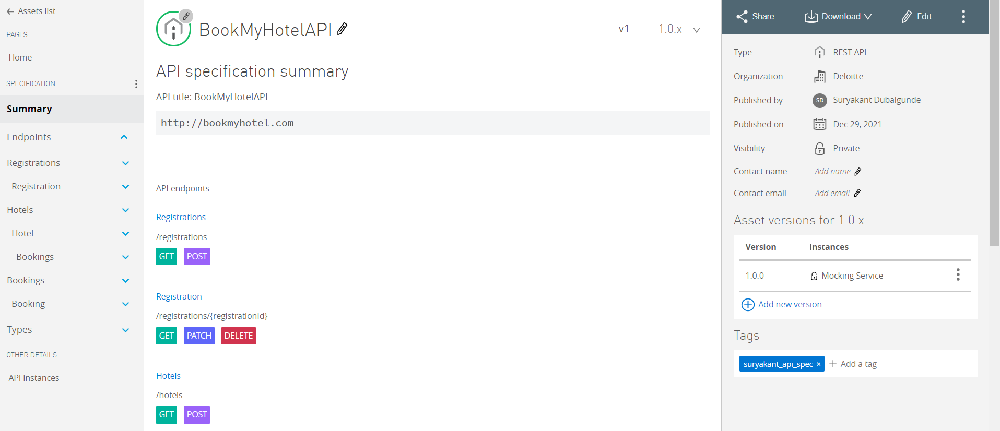 Assets list
PAGES
Home
SPECIFICATION
Summary
Endpoints
Registrations
Registration
Hotels
Hotel
Bookings
Bookings
Booking
Types
OTHER DETAILS
API instances
BookMyHotelAPI
v1
1.0.x
API specification summary
API title: BookMyHotelAPI
http://bookmyhotel.com
API endpoints
Registrations
/registrations
GET POST
Registration
/registrations/{registrationId}
GET PATCH DELETE
Hotels
/hotels
GET POST
Share Download Edit
Type REST API
Organization Deloitte
Published by SD Suryakant Dubalgunde
Published on Dec 29, 2021
Visibility Private
Contact name Add name
Contact email Add email
Asset versions for 1.0.x
Version Instances
1.0.0 Mocking Service
Add new version
Tags
suryakant_api_spec × + Add a tag